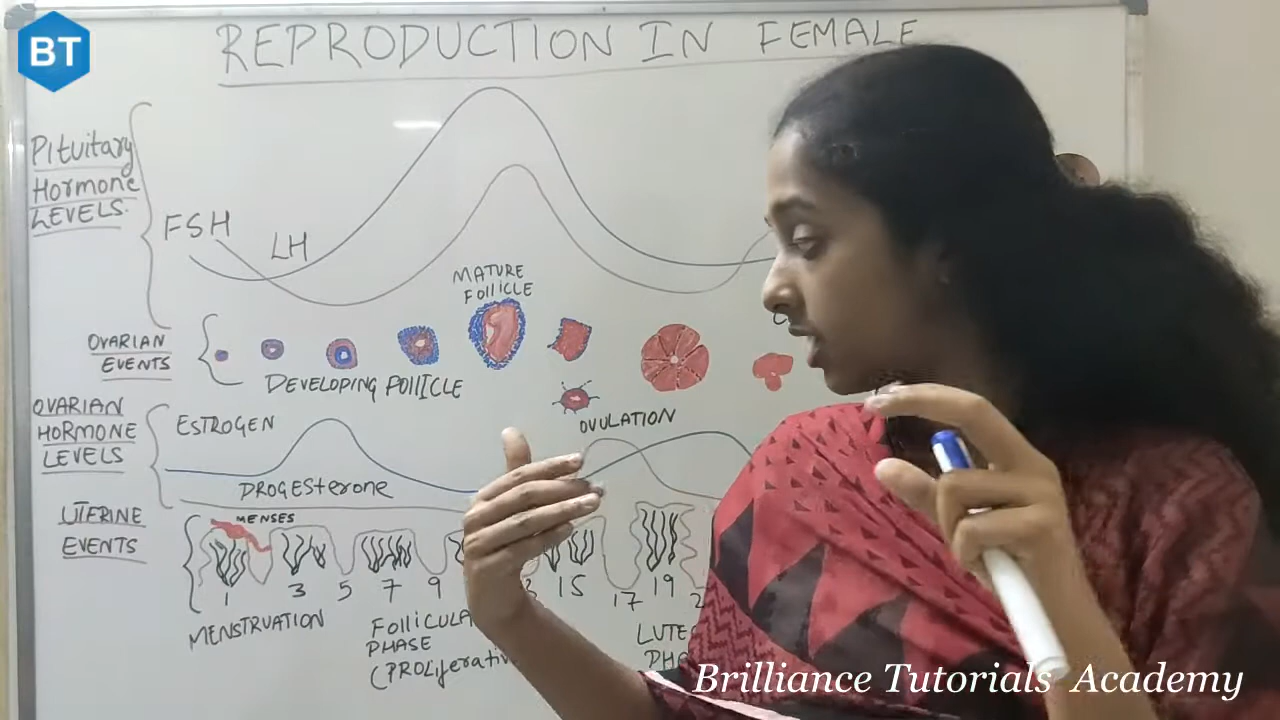 BT
REPRODUCTION IN FEMALE
Pituitary
Hormone
LEVELS.
FSH
LH
MATURE
FOLLICLE
OVARIAN
EVENTS
DEVELOPING FOLLICLE
OVULATION
OVARIAN
HORMONE
LEVELS
ESTROGEN
PROGESterone
UTERINE
EVENTS
MENSES
1 3 5 7 9 15 17 19
MENSTRUATION
FolliCULA
PHASE
(PROliferativ
LUTE
PH
Brilliance Tutorials Academy